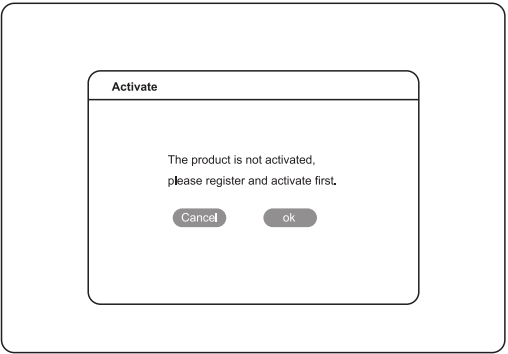 Activate
The product is not activated,
please register and activate first.
Cancel ok